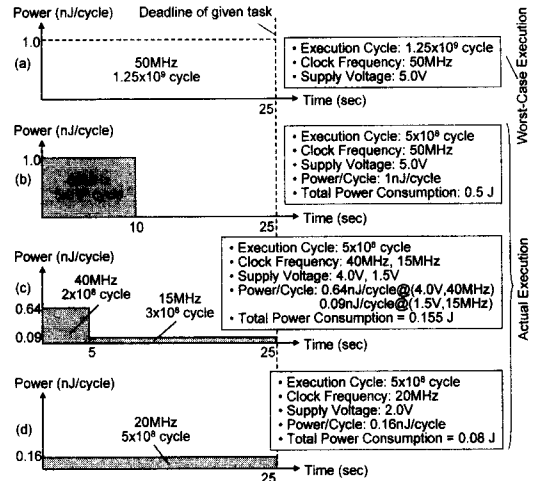 Power (nJ/cycle)
Deadline of given task
1.0
(a)
50MHz
1.25x10⁹ cycle
• Execution Cycle: 1.25x10⁹ cycle
• Clock Frequency: 50MHz
• Supply Voltage: 5.0V
25
Time (sec)
Worst-Case Execution
Power (nJ/cycle)
1.0
(b)
10
25
Time (sec)
• Execution Cycle: 5x10⁸ cycle
• Clock Frequency: 50MHz
• Supply Voltage: 5.0V
• Power/Cycle: 1nJ/cycle
• Total Power Consumption: 0.5 J
Power (nJ/cycle)
(c)
0.64
0.09
40MHz
2x10⁸
cycle
15MHz
3x10⁸ cycle
5
25
Time (sec)
• Execution Cycle: 5x10⁸ cycle
• Clock Frequency: 40MHz, 15MHz
• Supply Voltage: 4.0V, 1.5V
• Power/Cycle: 0.64nJ/cycle@(4.0V,40MHz)
0.09nJ/cycle@(1.5V,15MHz)
• Total Power Consumption = 0.155 J
Actual Execution
Power (nJ/cycle)
(d)
0.16
20MHz
5x10⁸ cycle
25
Time (sec)
• Execution Cycle: 5x10⁸ cycle
• Clock Frequency: 20MHz
• Supply Voltage: 2.0V
• Power/Cycle: 0.16nJ/cycle
• Total Power Consumption = 0.08 J